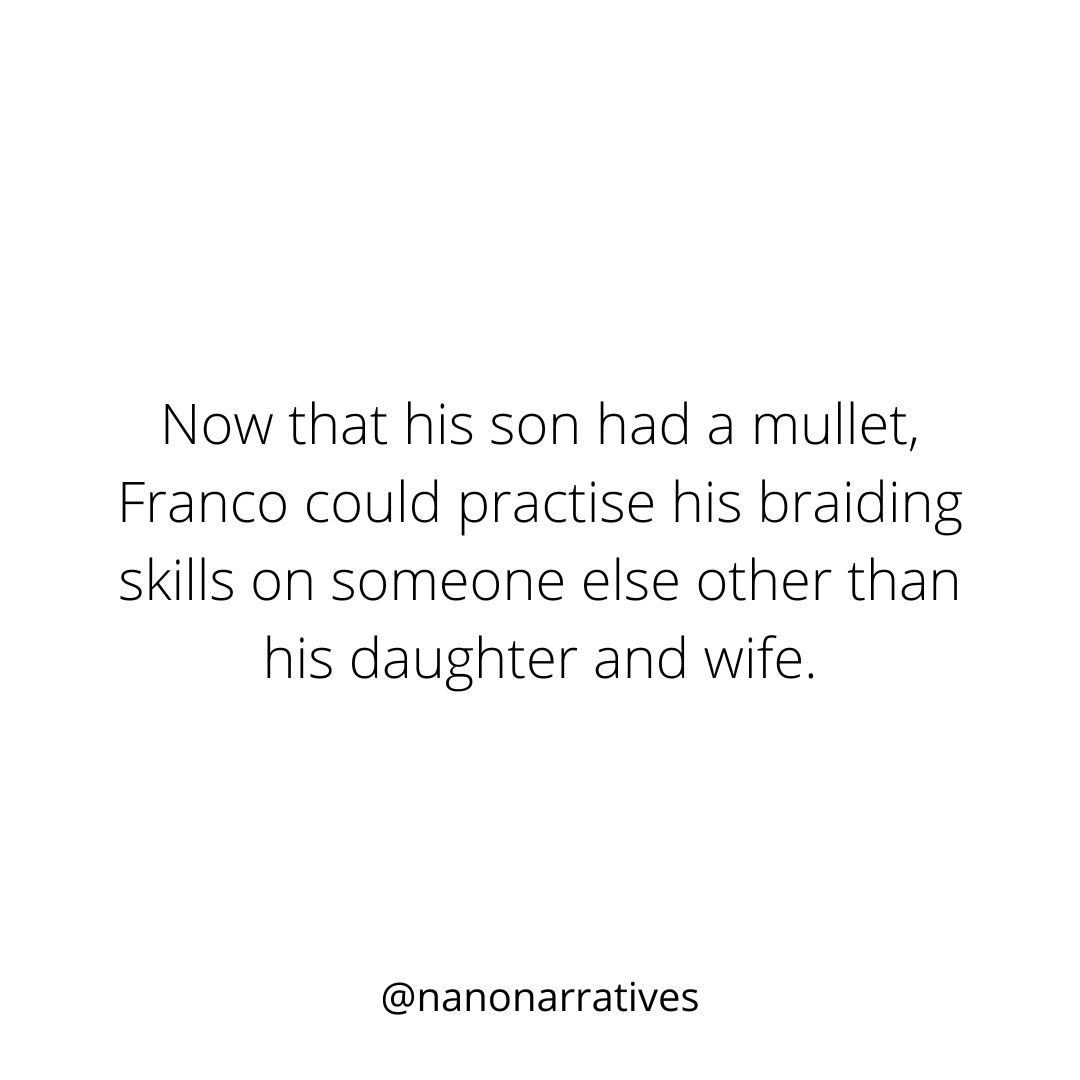 Now that his son had a mullet,
Franco could practise his braiding
skills on someone else other than
his daughter and wife.
@nanonarratives